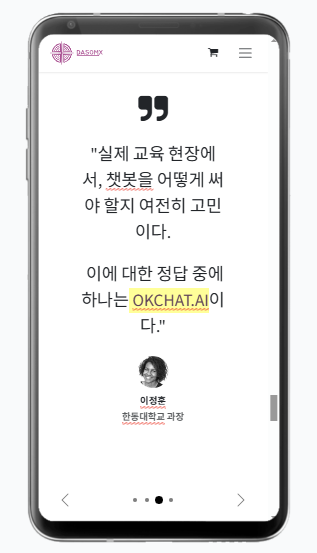 DASOMX
"실제 교육 현장에
서, 챗봇을 어떻게 써
야 할지 여전히 고민
이다.
이에 대한 정답 중에
하나는 OKCHAT.AI이
다."
이정훈
한동대학교 과장